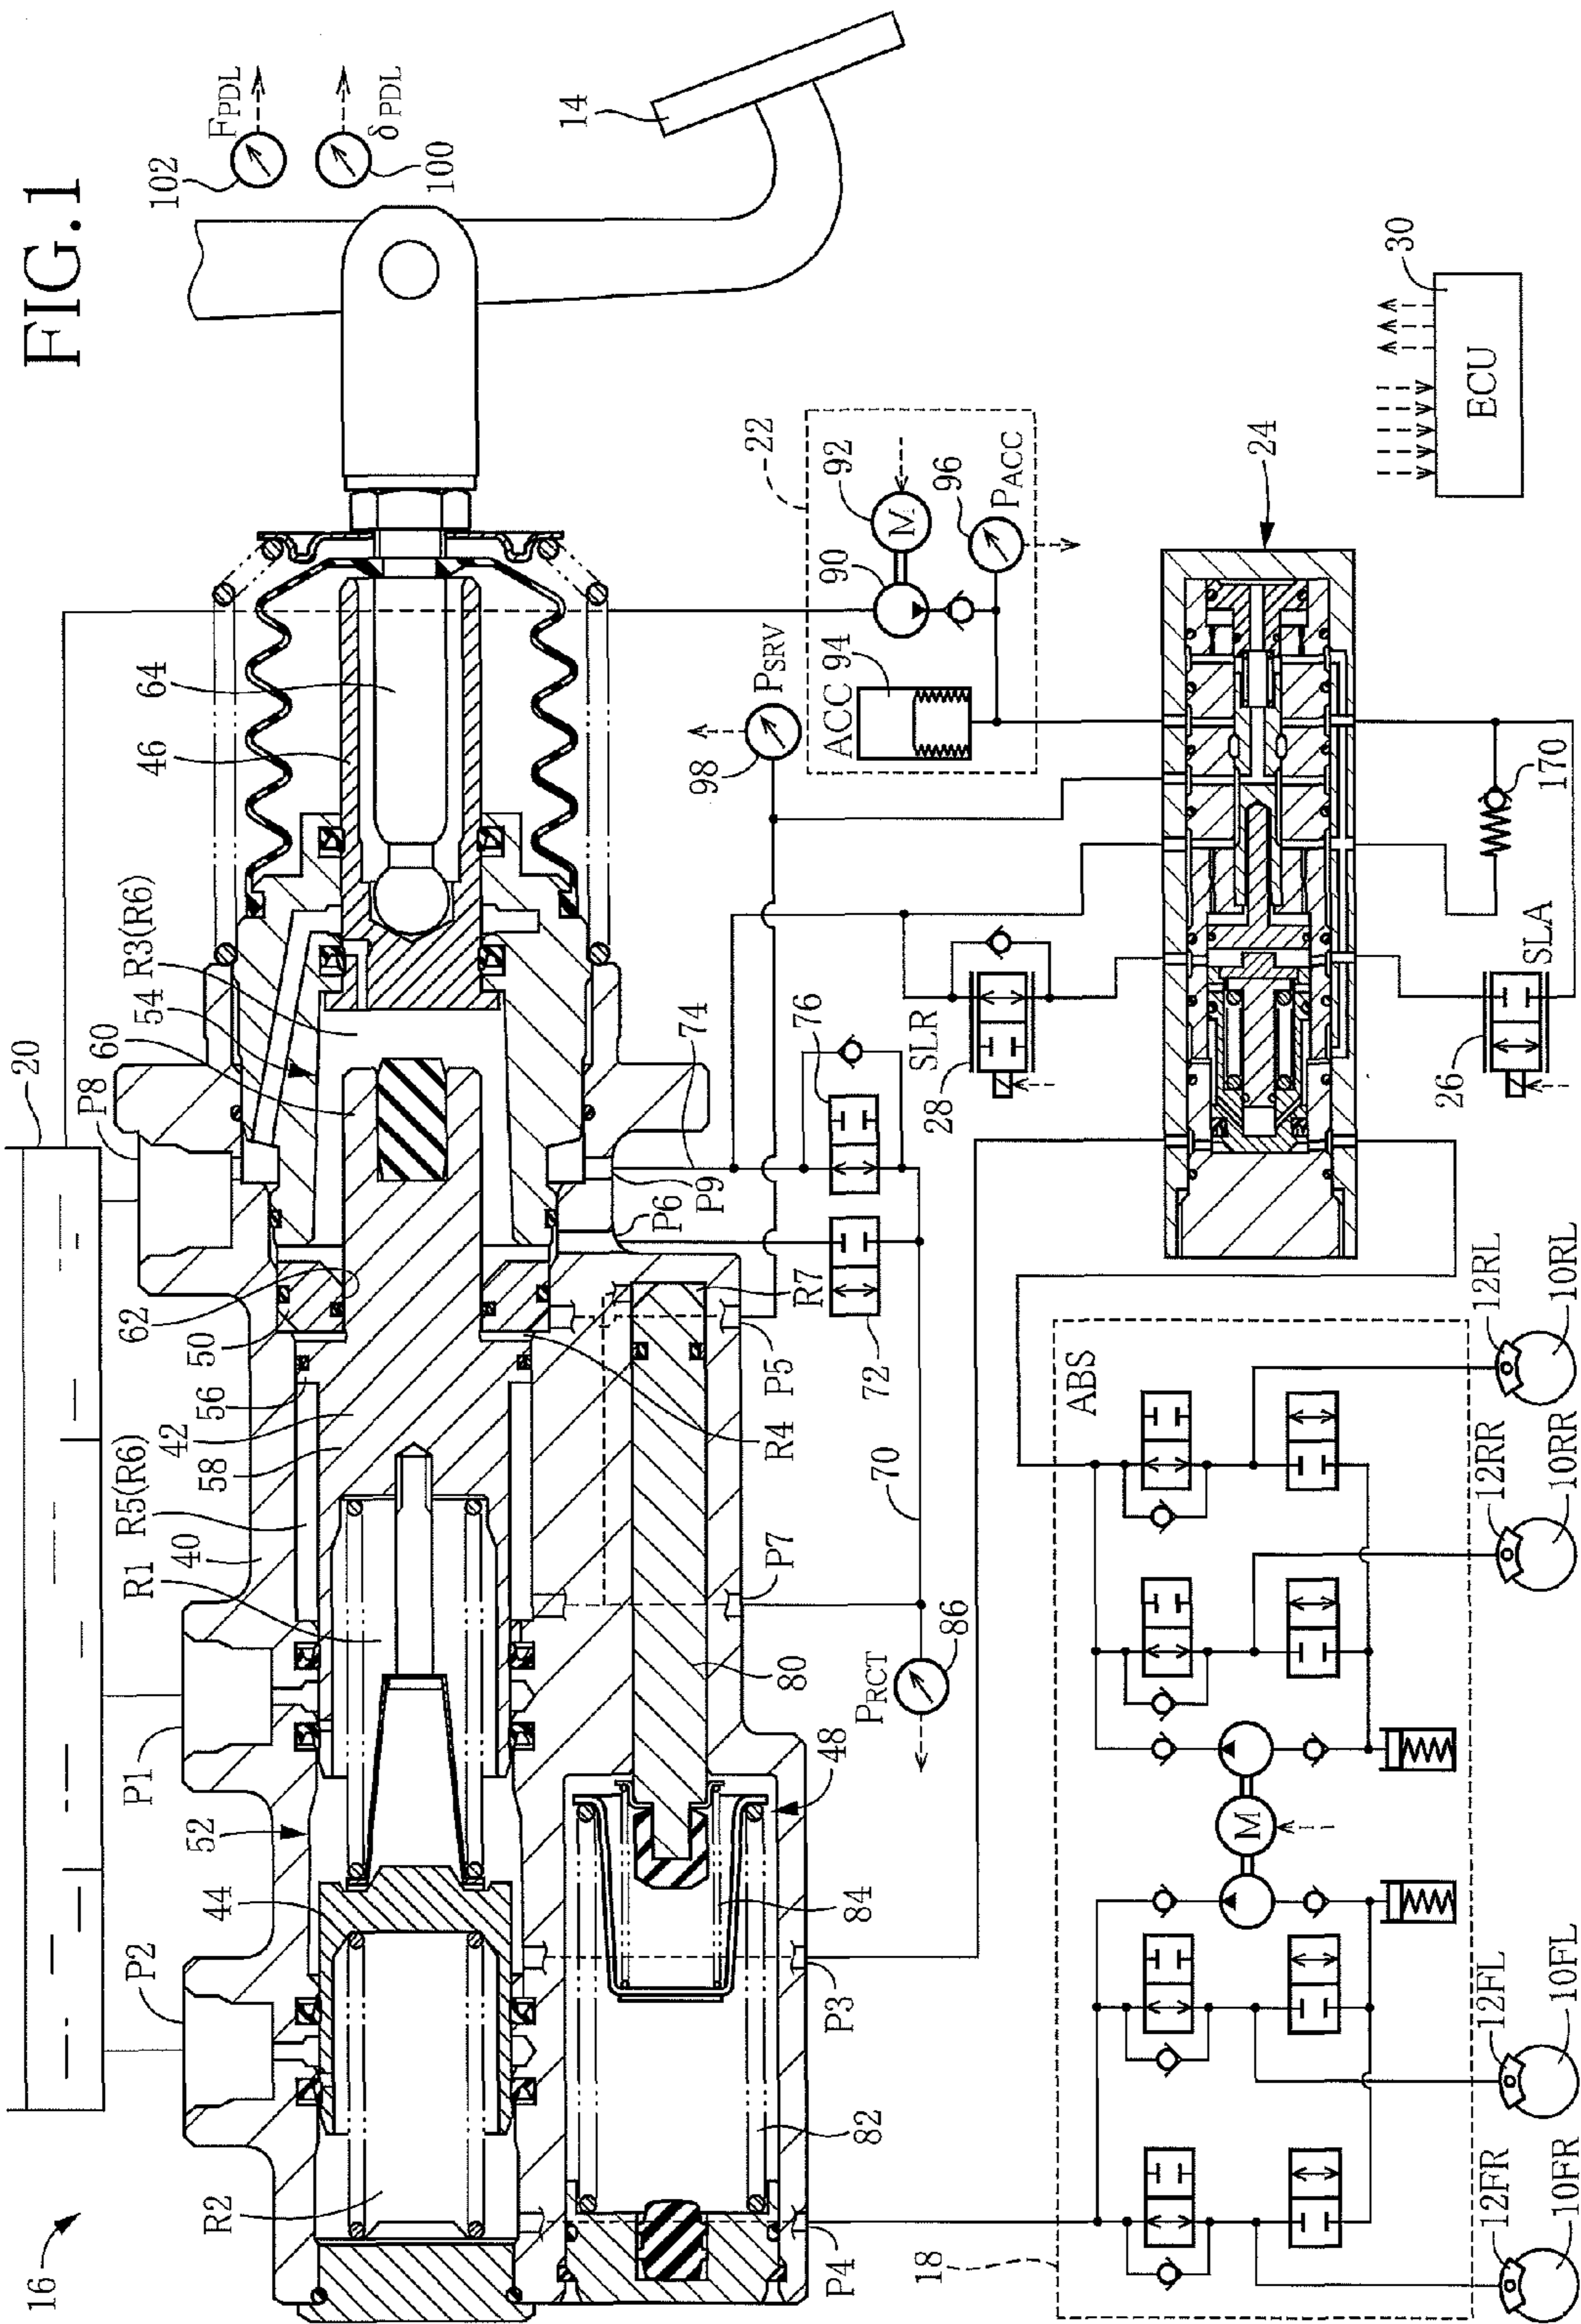 FIG.1
16
P2
44
52
P1
R1
40
R5(R6)
58
42
56
50
62
20
P8
60
54
R3(R6)
46
64
102
FPDL
δPDL
100
14
R2
82
84
48
80
R4
R7
P4
P3
P7
P5
P6
P9
74
76
72
70
PRCT
86
98
PSRV
22
92
M
90
96
PACC
ACC 94
SLR
28
24
30
ECU
170
SLA
26
18
ABS
M
12FR
10FR
12FL
10FL
12RR
10RR
12RL
10RL